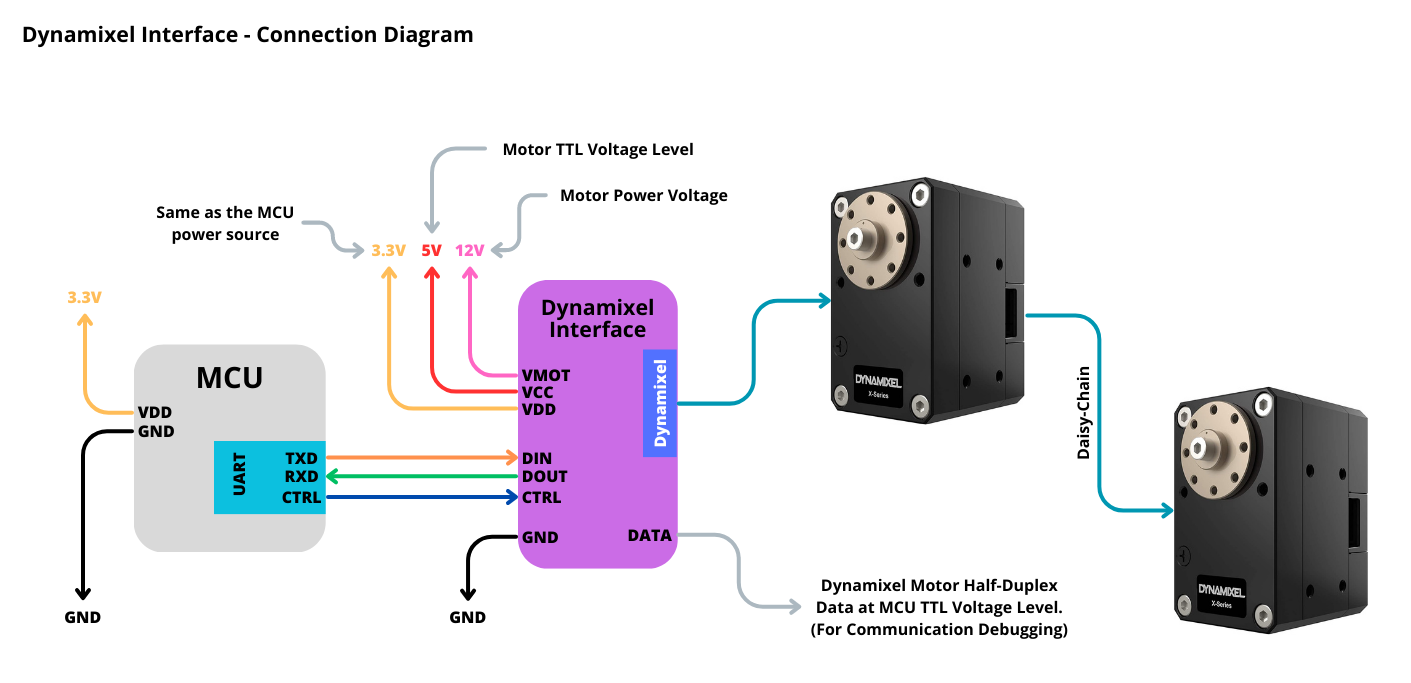 Dynamixel Interface - Connection Diagram
Motor TTL Voltage Level
Motor Power Voltage
Same as the MCU
power source
3.3V
5V
12V
3.3V
MCU
VDD
GND
UART
TXD
RXD
CTRL
GND
Dynamixel
Interface
VMOT
VCC
VDD
Dynamixel
DIN
DOUT
CTRL
GND
DATA
GND
Dynamixel Motor Half-Duplex
Data at MCU TTL Voltage Level.
(For Communication Debugging)
DYNAMIXEL
X-Series
Daisy-Chain
DYNAMIXEL
X-Series